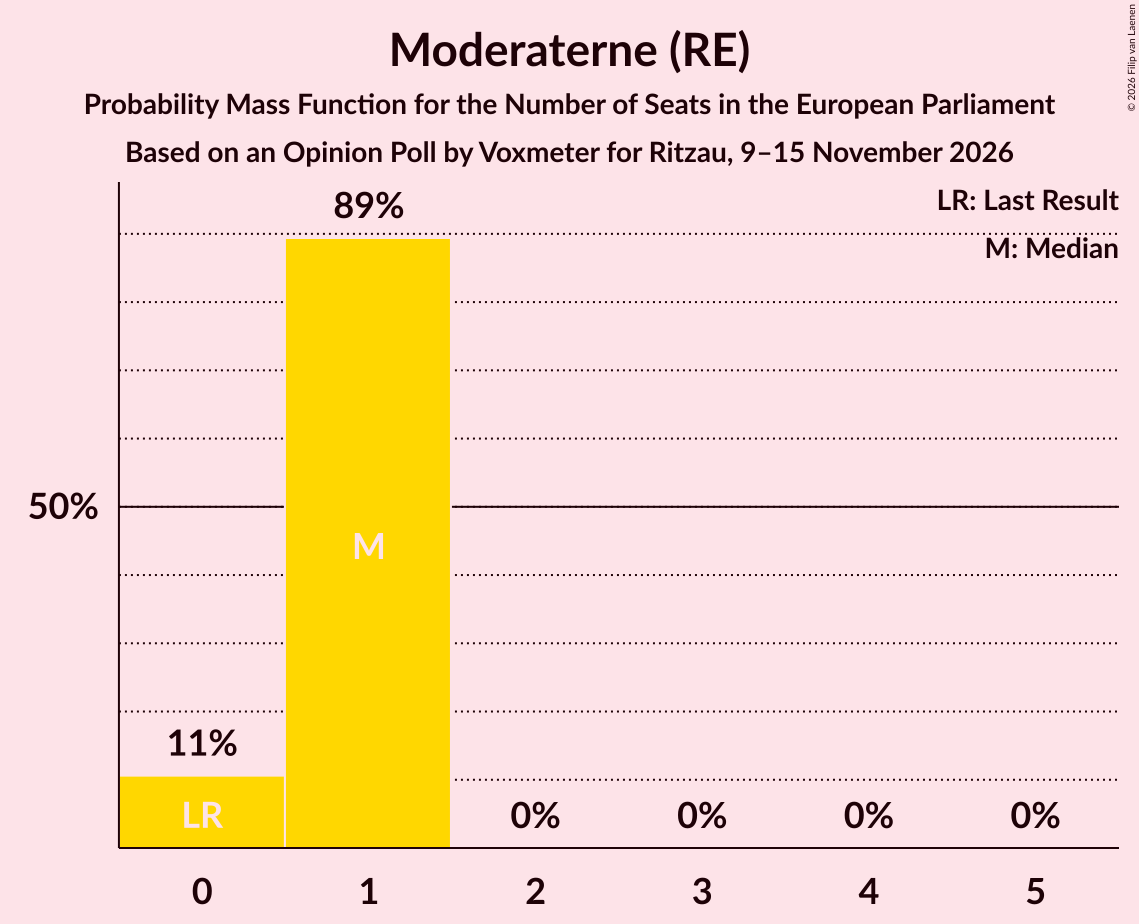 Moderaterne (RE)
Probability Mass Function for the Number of Seats in the European Parliament
Based on an Opinion Poll by Voxmeter for Ritzau, 9–15 November 2026
© 2026 Filip van Laenen
LR: Last Result
M: Median
89%
50%
M
11%
LR
0%
0%
0%
0%
0
1
2
3
4
5